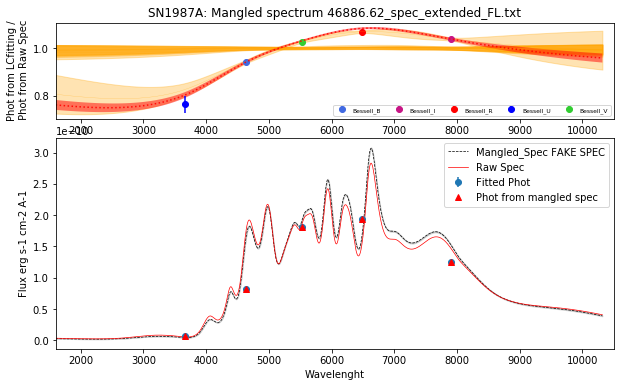 SN1987A: Mangled spectrum 46886.62_spec_extended_FL.txt
Phot from LCfitting /
Phot from Raw Spec
1.0
0.8
Bessell_B
Bessell_I
Bessell_R
Bessell_U
Bessell_V
2000 3000 4000 5000 6000 7000 8000 9000 10000
Flux erg s-1 cm-2 A-1
3.0
2.5
2.0
1.5
1.0
0.5
0.0
Mangled_Spec FAKE SPEC
Raw Spec
Fitted Phot
Phot from mangled spec
2000 3000 4000 5000 6000 7000 8000 9000 10000
Wavelenght